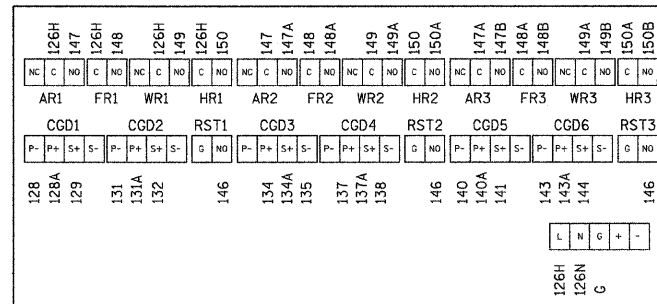 126H 147 126H 148 126H 149 126H 150 147 147A 148 148A 149 149A 150 150A 147A 147B 148A 148B 149A 149B 150A 150B
NC C NO C NO NC C NO C NO NC C NO C NO NC C NO C NO NC C NO C NO NC C NO C NO
AR1 FR1 WR1 HR1 AR2 FR2 WR2 HR2 AR3 FR3 WR3 HR3
CGD1 CGD2 RST1 CGD3 CGD4 RST2 CGD5 CGD6 RST3
P- P+ S+ S- P- P+ S+ S- G NO P- P+ S+ S- P- P+ S+ S- G NO P- P+ S+ S- P- P+ S+ S- G NO
128 128A 129 131 131A 132 146 134 134A 135 137 137A 138 146 140 140A 141 143 143A 144 146
L N G + -
126H 126N G